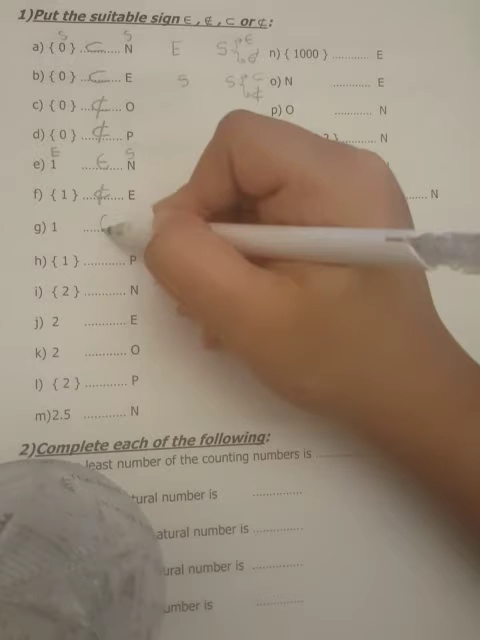 1)Put the suitable sign ∈ , ∉ , ⊂ or ⊄ :
S S
a) { 0 } ...⊂..... N
b) { 0 } ...⊂..... E
c) { 0 } ...⊄.... O
d) { 0 } ...⊄.... P
E S
e) 1 ....∈.... N
f) { 1 } ...⊄.... E
g) 1 ......
h) { 1 } ............ P
i) { 2 } ............ N
j) 2 ............ E
k) 2 ............ O
l) { 2 } ............ P
m)2.5 ............ N
E S ∈ ∉
S S ⊂ ⊄
n) { 1000 } ............ E
o) N ............ E
p) O ............ N
} ............ N
...... N
2)Complete each of the following:
least number of the counting numbers is ............
tural number is ..............
atural number is ..............
ural number is ..............
umber is ..............